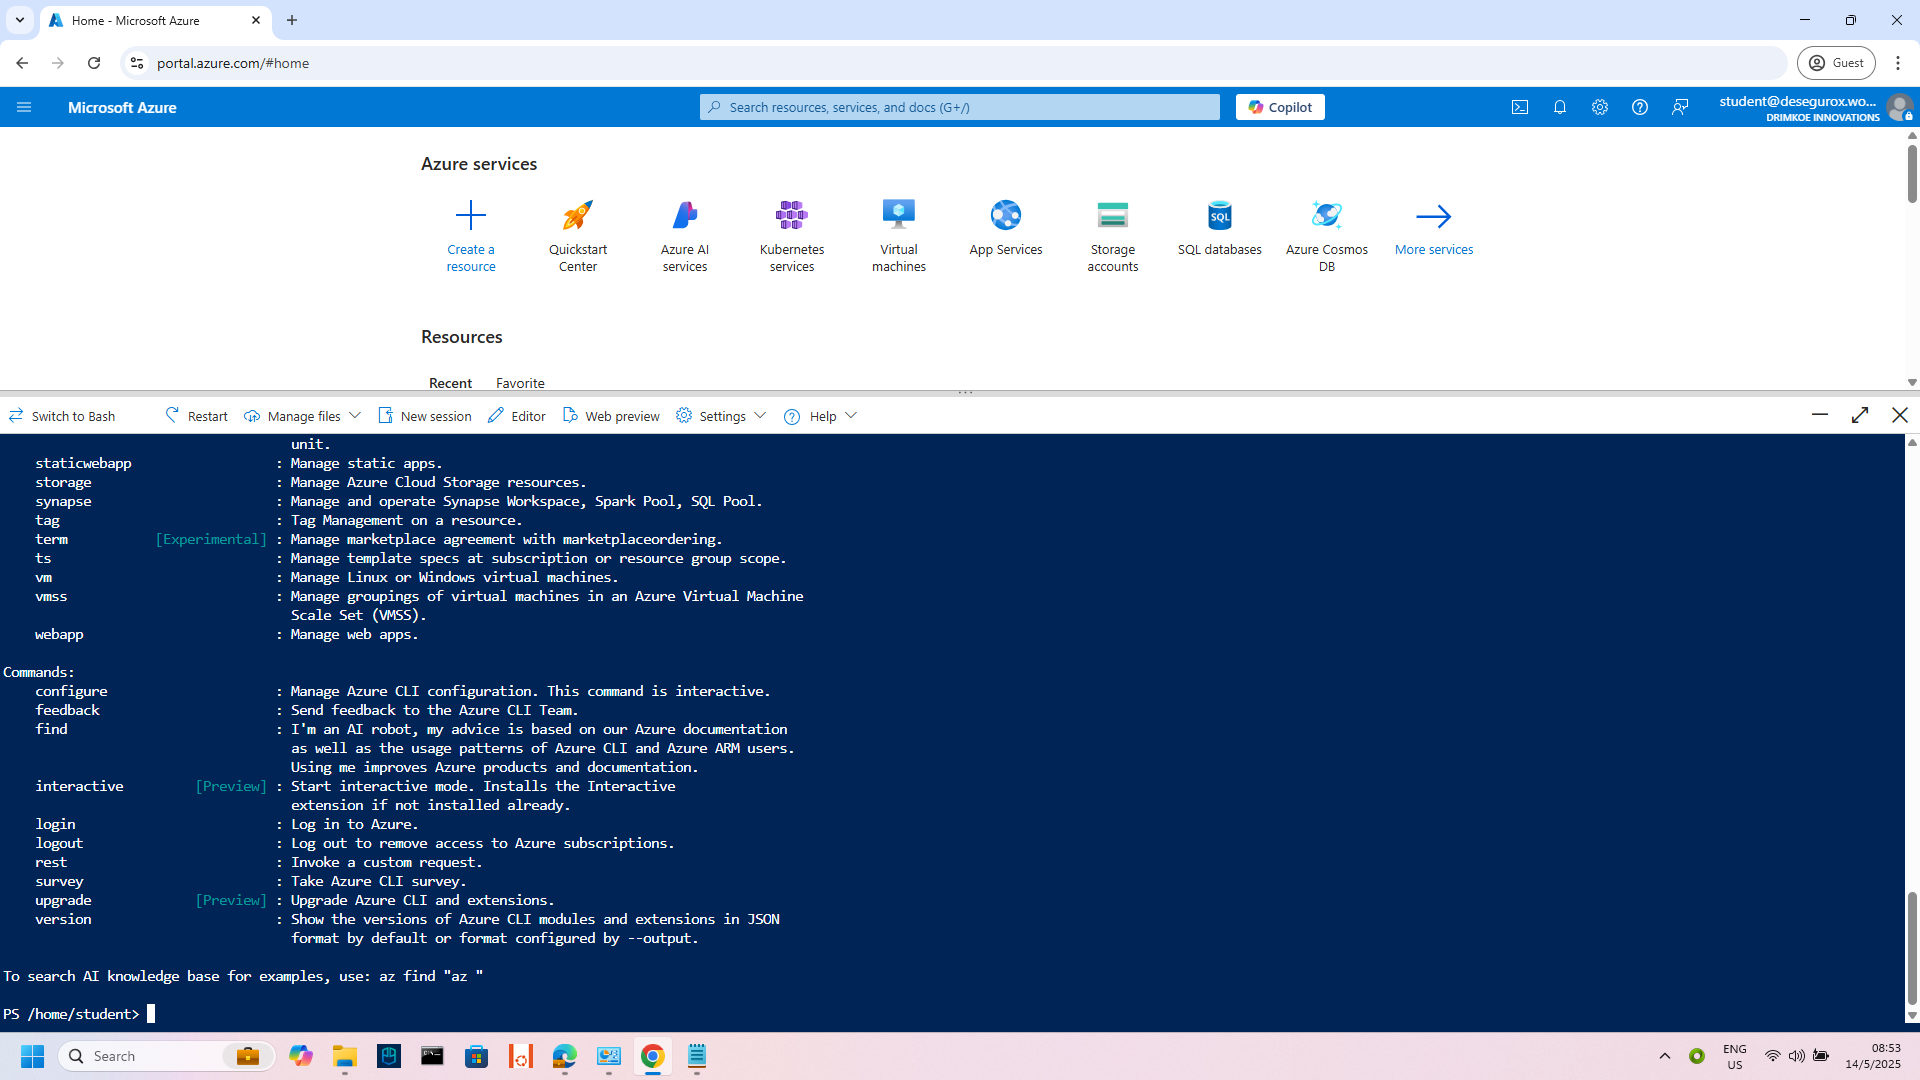 Home - Microsoft Azure
portal.azure.com/#home
Guest
Microsoft Azure
Search resources, services, and docs (G+/)
Copilot
student@desegurox.wo...
DRIMKOE INNOVATIONS
Azure services
Create a resource
Quickstart Center
Azure AI services
Kubernetes services
Virtual machines
App Services
Storage accounts
SQL
SQL databases
Azure Cosmos DB
More services
Resources
Recent Favorite
Switch to Bash Restart Manage files New session Editor Web preview Settings Help
unit.
staticwebapp : Manage static apps.
storage : Manage Azure Cloud Storage resources.
synapse : Manage and operate Synapse Workspace, Spark Pool, SQL Pool.
tag : Tag Management on a resource.
term [Experimental] : Manage marketplace agreement with marketplaceordering.
ts : Manage template specs at subscription or resource group scope.
vm : Manage Linux or Windows virtual machines.
vmss : Manage groupings of virtual machines in an Azure Virtual Machine
Scale Set (VMSS).
webapp : Manage web apps.
Commands:
configure : Manage Azure CLI configuration. This command is interactive.
feedback : Send feedback to the Azure CLI Team.
find : I'm an AI robot, my advice is based on our Azure documentation
as well as the usage patterns of Azure CLI and Azure ARM users.
Using me improves Azure products and documentation.
interactive [Preview] : Start interactive mode. Installs the Interactive
extension if not installed already.
login : Log in to Azure.
logout : Log out to remove access to Azure subscriptions.
rest : Invoke a custom request.
survey : Take Azure CLI survey.
upgrade [Preview] : Upgrade Azure CLI and extensions.
version : Show the versions of Azure CLI modules and extensions in JSON
format by default or format configured by --output.
To search AI knowledge base for examples, use: az find "az "
PS /home/student>
Search
ENG
US
08:53
14/5/2025